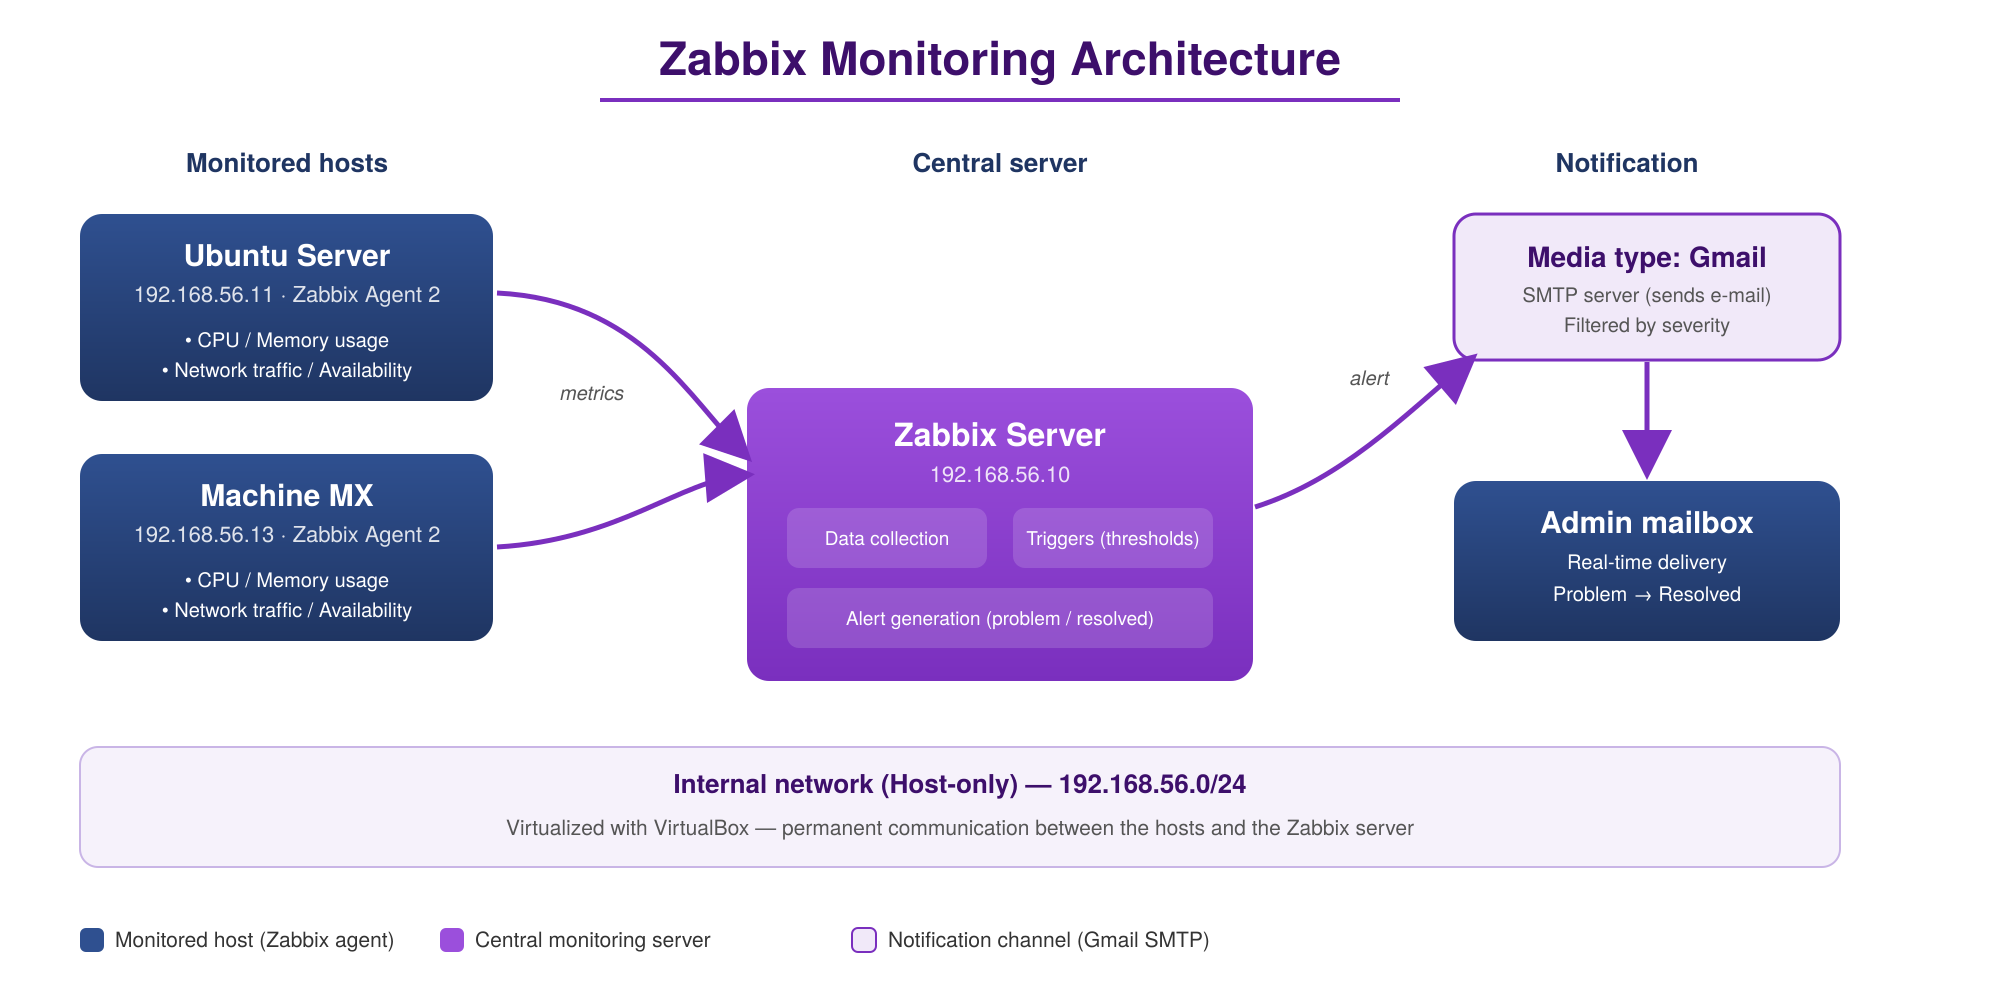 Zabbix Monitoring Architecture
Monitored hosts
Central server
Notification
Ubuntu Server
192.168.56.11 · Zabbix Agent 2
• CPU / Memory usage
• Network traffic / Availability
Machine MX
192.168.56.13 · Zabbix Agent 2
• CPU / Memory usage
• Network traffic / Availability
metrics
Zabbix Server
192.168.56.10
Data collection
Triggers (thresholds)
Alert generation (problem / resolved)
alert
Media type: Gmail
SMTP server (sends e-mail)
Filtered by severity
Admin mailbox
Real-time delivery
Problem → Resolved
Internal network (Host-only) — 192.168.56.0/24
Virtualized with VirtualBox — permanent communication between the hosts and the Zabbix server
Monitored host (Zabbix agent)
Central monitoring server
Notification channel (Gmail SMTP)